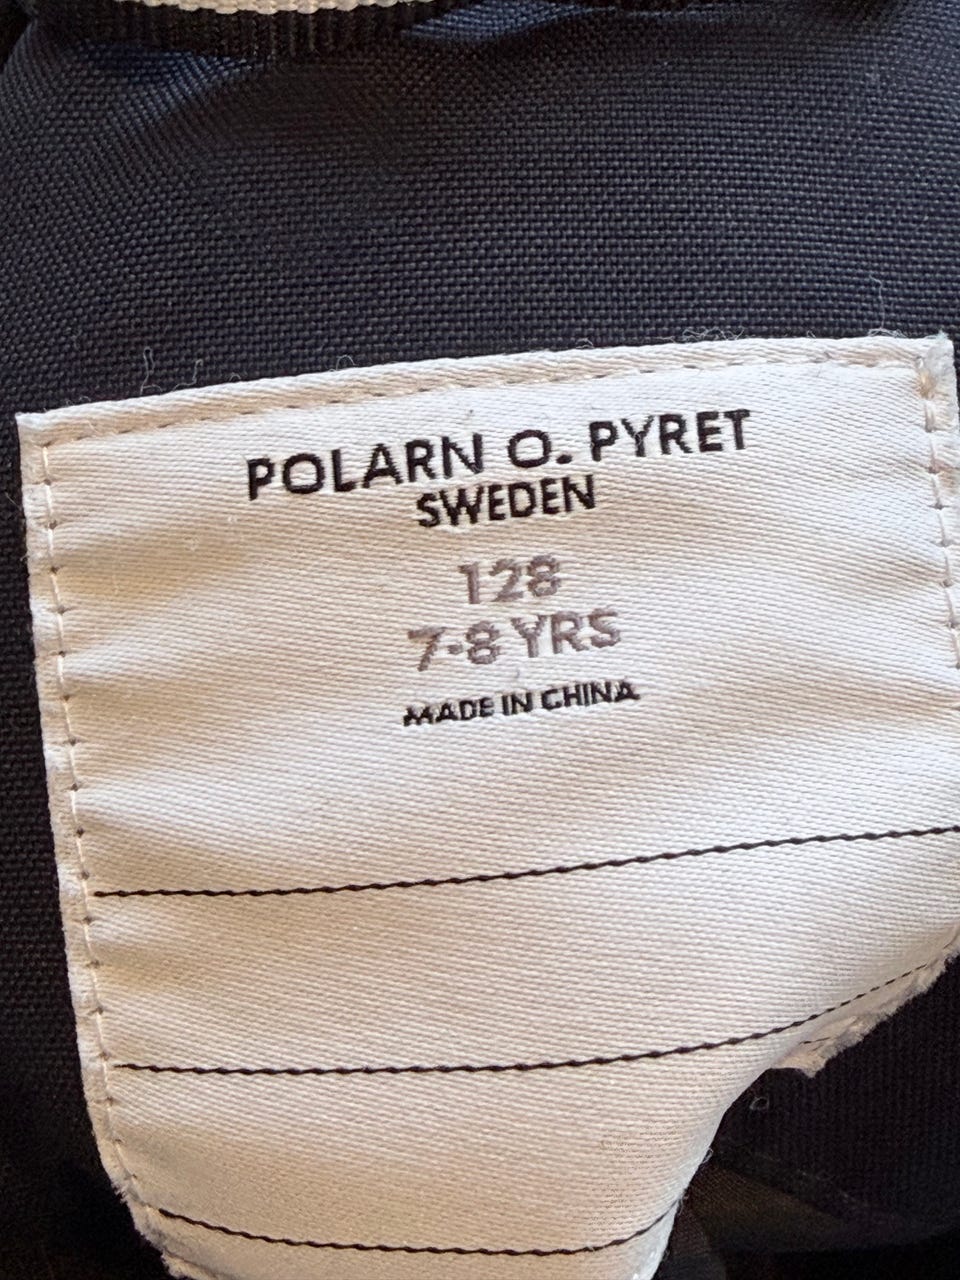 POLARN O. PYRET
SWEDEN
128
7-8 YRS
MADE IN CHINA